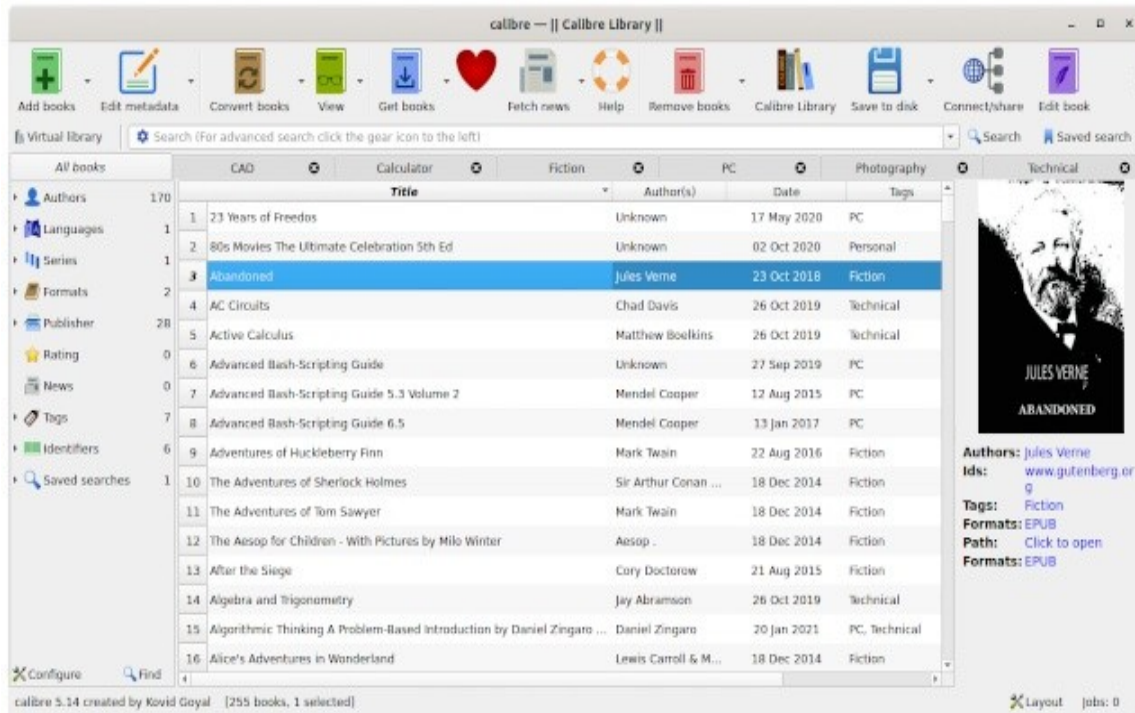 calibre — || Calibre Library ||
Add books Edit metadata Convert books View Get books Fetch news Help Remove books Calibre Library Save to disk Connect/share Edit book
Virtual library Search (For advanced search click the gear icon to the left) Search Saved search
All books CAD Calculator Fiction PC Photography Technical
Title Author(s) Date Tags
Authors 170
Languages 1
Series 1
Formats 2
Publisher 28
Rating 0
News 0
Tags 7
Identifiers 6
Saved searches 1
1 23 Years of Freedos Unknown 17 May 2020 PC
2 80s Movies The Ultimate Celebration 5th Ed Unknown 02 Oct 2020 Personal
3 Abandoned Jules Verne 23 Oct 2018 Fiction
4 AC Circuits Chad Davis 26 Oct 2019 Technical
5 Active Calculus Matthew Boelkins 26 Oct 2019 Technical
6 Advanced Bash-Scripting Guide Unknown 27 Sep 2019 PC
7 Advanced Bash-Scripting Guide 5.3 Volume 2 Mendel Cooper 12 Aug 2015 PC
8 Advanced Bash-Scripting Guide 6.5 Mendel Cooper 13 Jan 2017 PC
9 Adventures of Huckleberry Finn Mark Twain 22 Aug 2016 Fiction
10 The Adventures of Sherlock Holmes Sir Arthur Conan ... 18 Dec 2014 Fiction
11 The Adventures of Tom Sawyer Mark Twain 18 Dec 2014 Fiction
12 The Aesop for Children - With Pictures by Milo Winter Aesop . 18 Dec 2014 Fiction
13 After the Siege Cory Doctorow 21 Aug 2015 Fiction
14 Algebra and Trigonometry Jay Abramson 26 Oct 2019 Technical
15 Algorithmic Thinking A Problem-Based Introduction by Daniel Zingaro ... Daniel Zingaro 20 Jan 2021 PC, Technical
16 Alice's Adventures in Wonderland Lewis Carroll & M... 18 Dec 2014 Fiction
JULES VERNE
ABANDONED
Authors: Jules Verne
Ids: www.gutenberg.or
g
Tags: Fiction
Formats: EPUB
Path: Click to open
Formats: EPUB
Configure Find
calibre 5.14 created by Kovid Goyal [255 books, 1 selected] Layout Jobs: 0